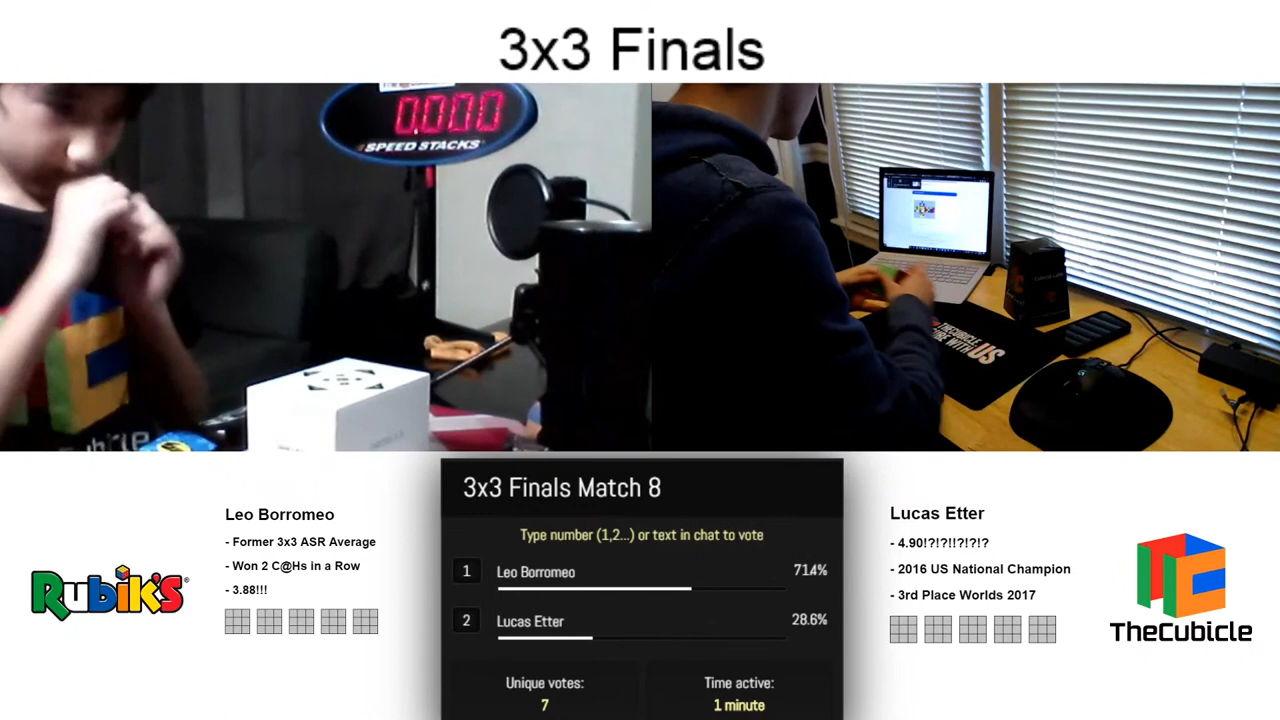 3x3 Finals
0.000
SPEED STACKS
THECUBICLE
US
3x3 Finals Match 8
Type number (1,2...) or text in chat to vote
1 Leo Borromeo 71.4%
2 Lucas Etter 28.6%
Unique votes: Time active:
7 1 minute
Leo Borromeo
- Former 3x3 ASR Average
- Won 2 C@Hs in a Row
- 3.88!!!
RUBIK'S®
Lucas Etter
- 4.90!?!?!!?!?!?
- 2016 US National Champion
- 3rd Place Worlds 2017
TheCubicle